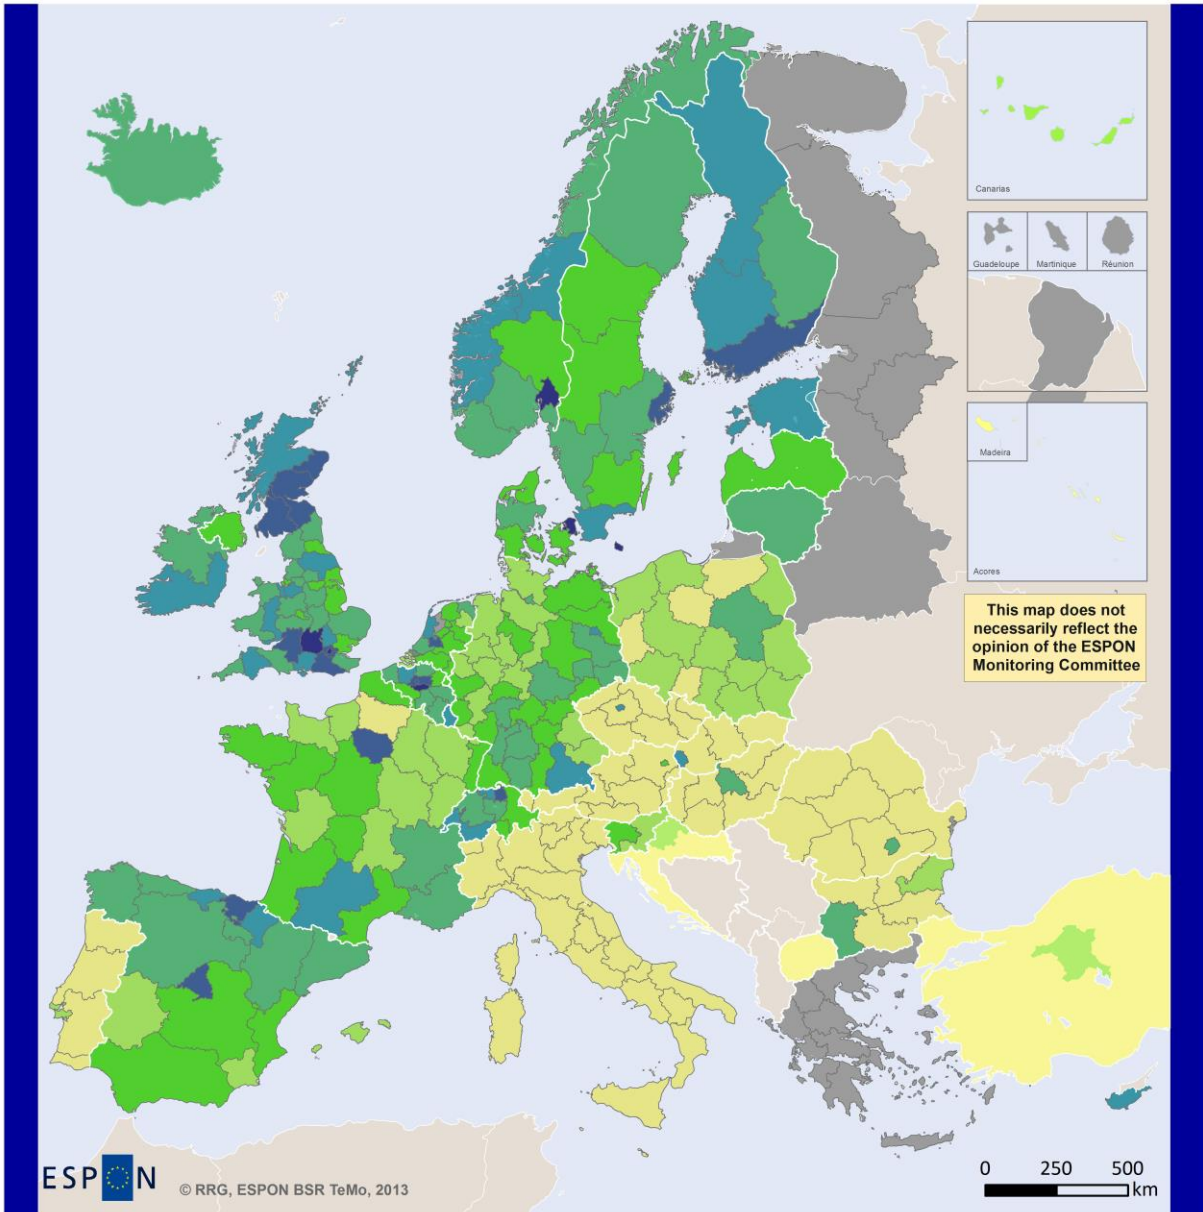 Canarias
Guadeloupe
Martinique
Réunion
Madeira
Acores
This map does not
necessarily reflect the
opinion of the ESPON
Monitoring Committee
ESPON
© RRG, ESPON BSR TeMo, 2013
0 250 500
km